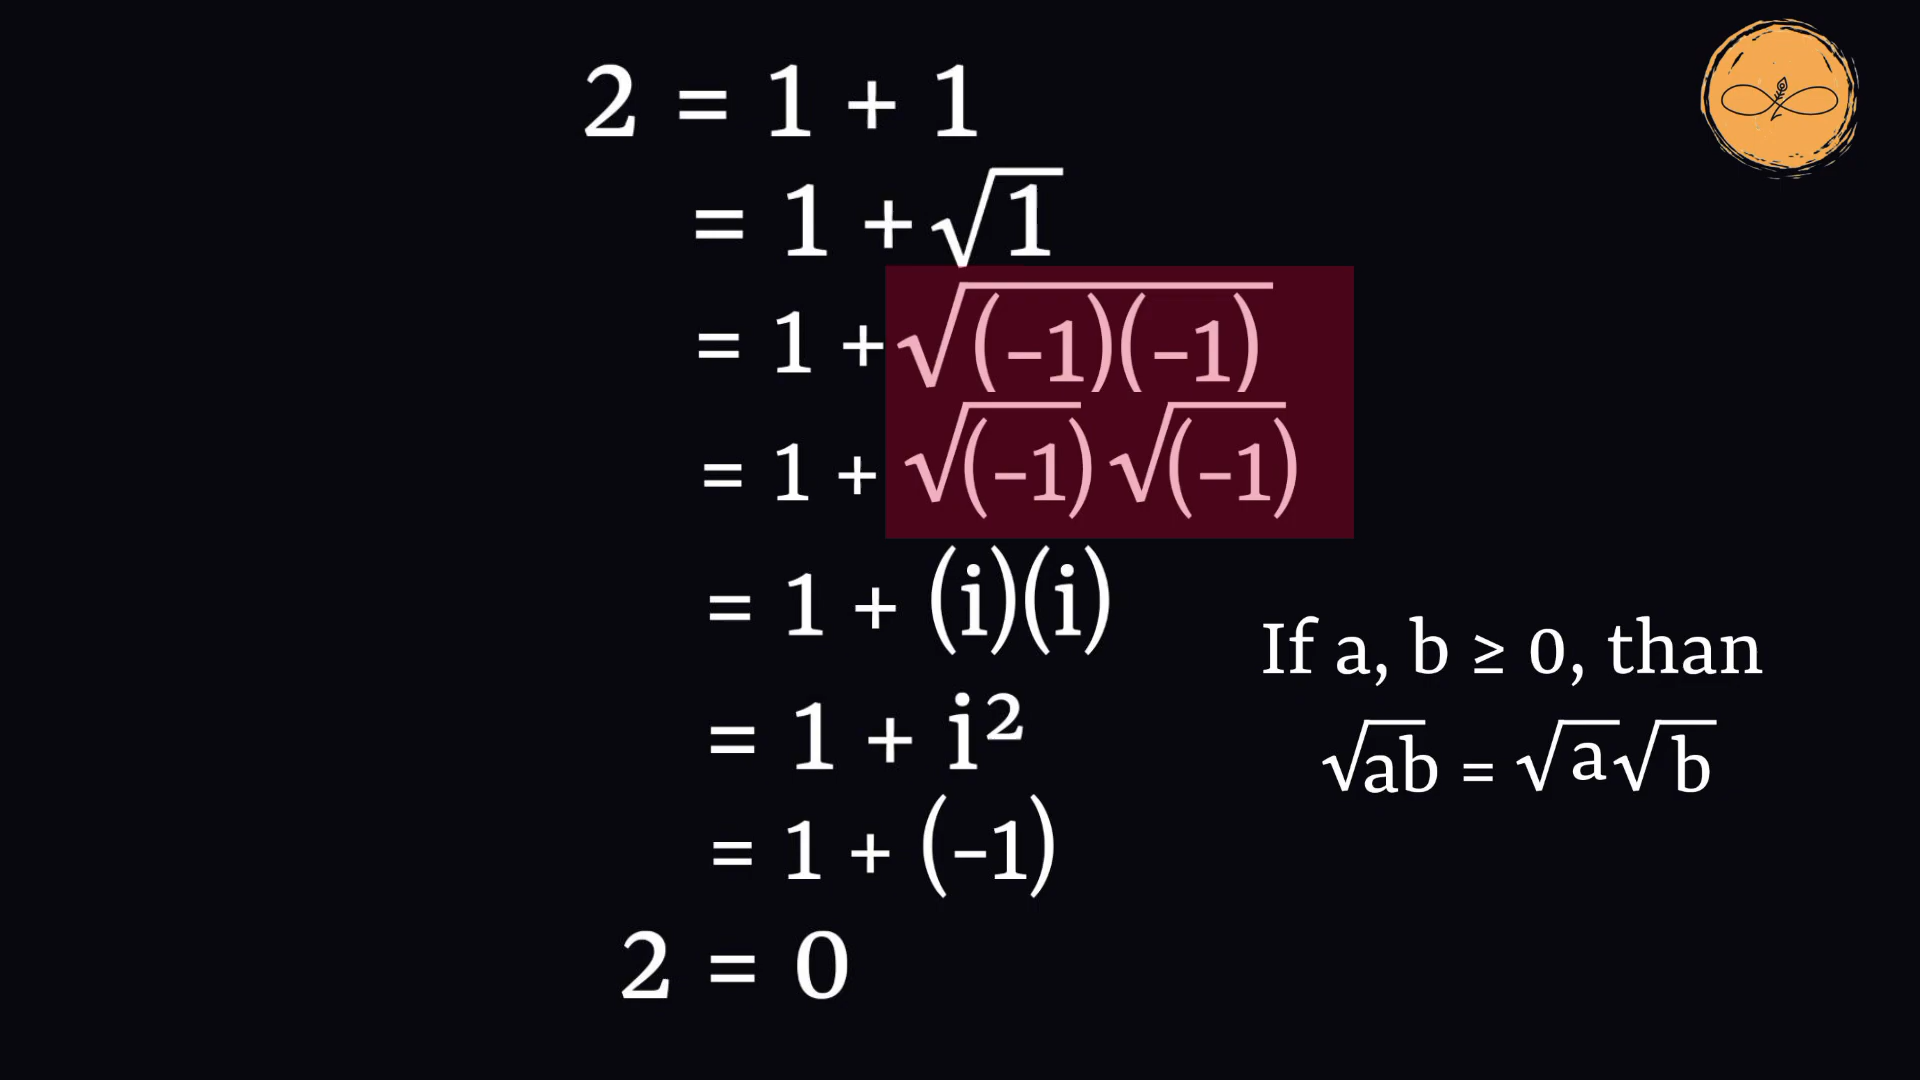 2 = 1 + 1
= 1 + √1
= 1 + √(–1)(–1)
= 1 + √(–1) √(–1)
= 1 + (i)(i)
= 1 + i²
= 1 + (–1)
2 = 0
If a, b ≥ 0, than
√ab = √a√b